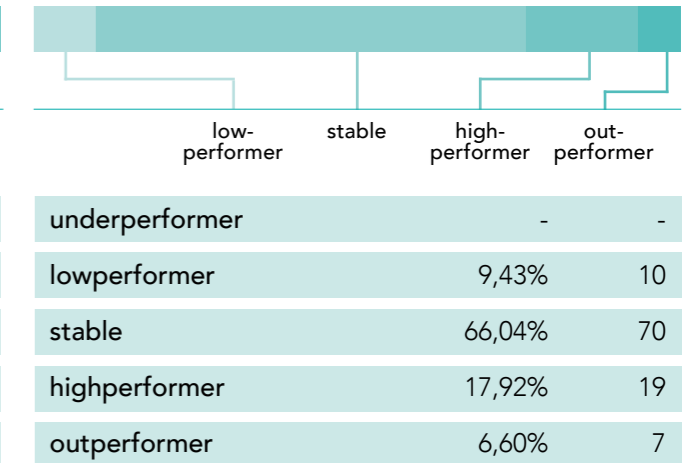 low-
performer
stable
high-
performer
out-
performer
underperformer - -
lowperformer 9,43% 10
stable 66,04% 70
highperformer 17,92% 19
outperformer 6,60% 7